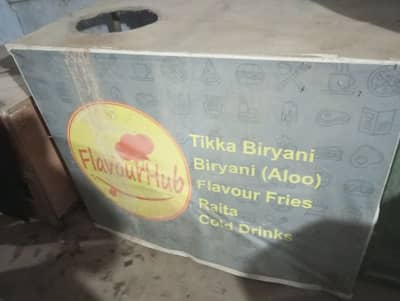 FlavourHub
Tikka Biryani
Biryani (Aloo)
Flavour Fries
Raita
Cold Drinks